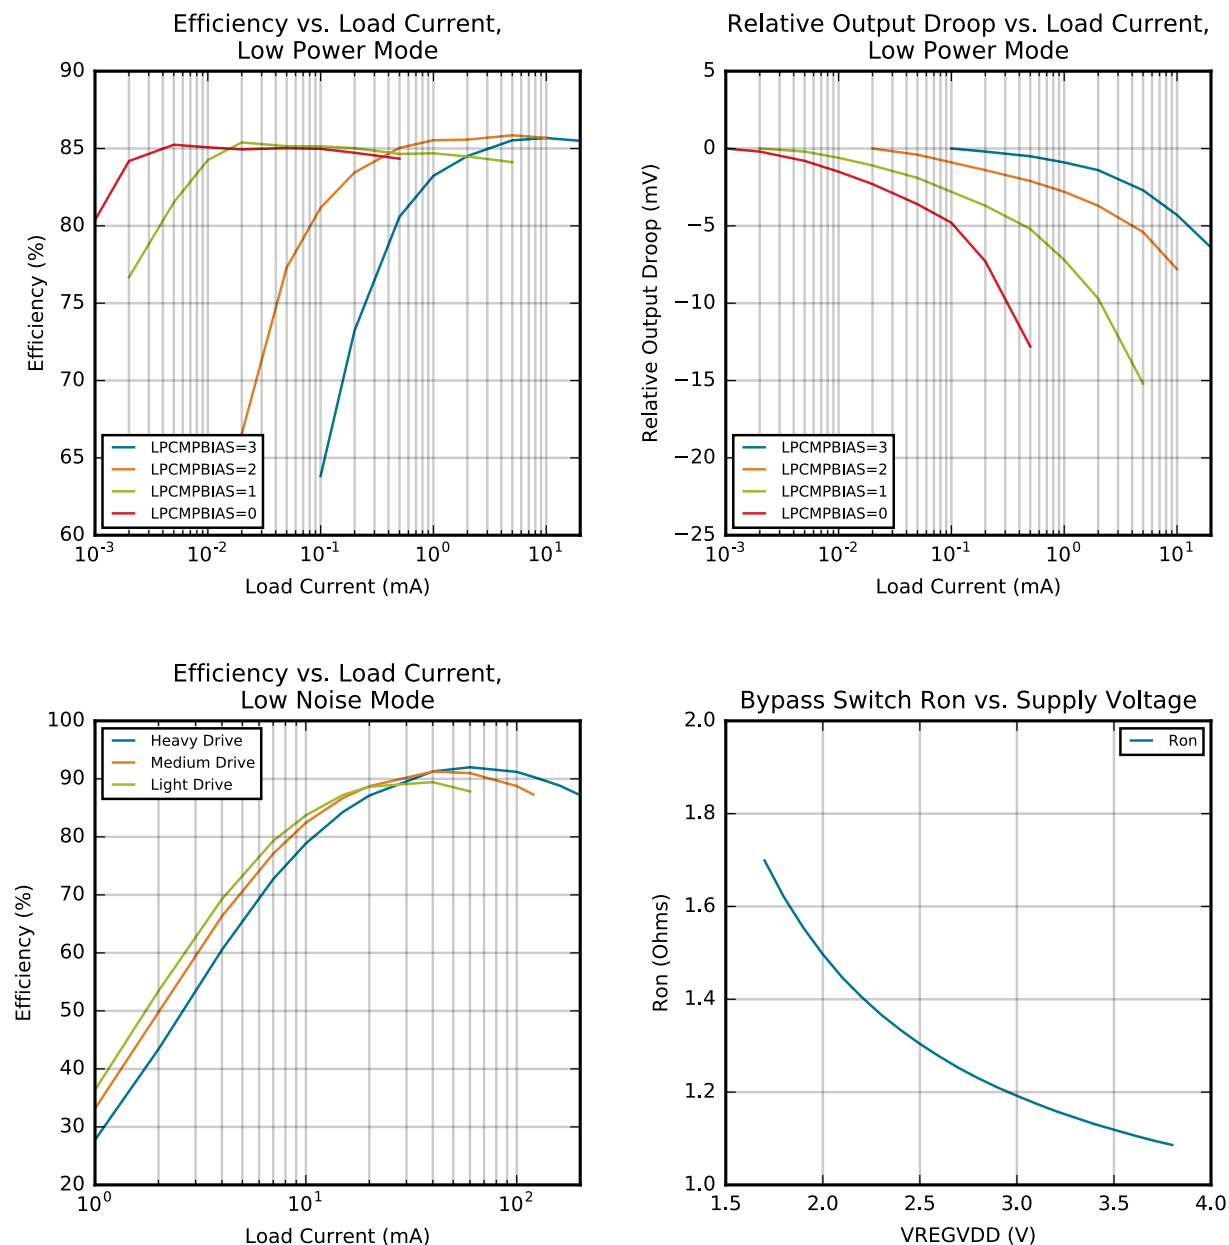 Efficiency vs. Load Current,
Low Power Mode
90
85
80
75
70
65
60
Efficiency (%)
LPCMPBIAS=3
LPCMPBIAS=2
LPCMPBIAS=1
LPCMPBIAS=0
10⁻³ 10⁻² 10⁻¹ 10⁰ 10¹
Load Current (mA)
Relative Output Droop vs. Load Current,
Low Power Mode
5
0
−5
−10
−15
−20
−25
Relative Output Droop (mV)
LPCMPBIAS=3
LPCMPBIAS=2
LPCMPBIAS=1
LPCMPBIAS=0
10⁻³ 10⁻² 10⁻¹ 10⁰ 10¹
Load Current (mA)
Efficiency vs. Load Current,
Low Noise Mode
100
90
80
70
60
50
40
30
20
Efficiency (%)
Heavy Drive
Medium Drive
Light Drive
10⁰ 10¹ 10²
Load Current (mA)
Bypass Switch Ron vs. Supply Voltage
2.0
1.8
1.6
1.4
1.2
1.0
Ron (Ohms)
Ron
1.5 2.0 2.5 3.0 3.5 4.0
VREGVDD (V)